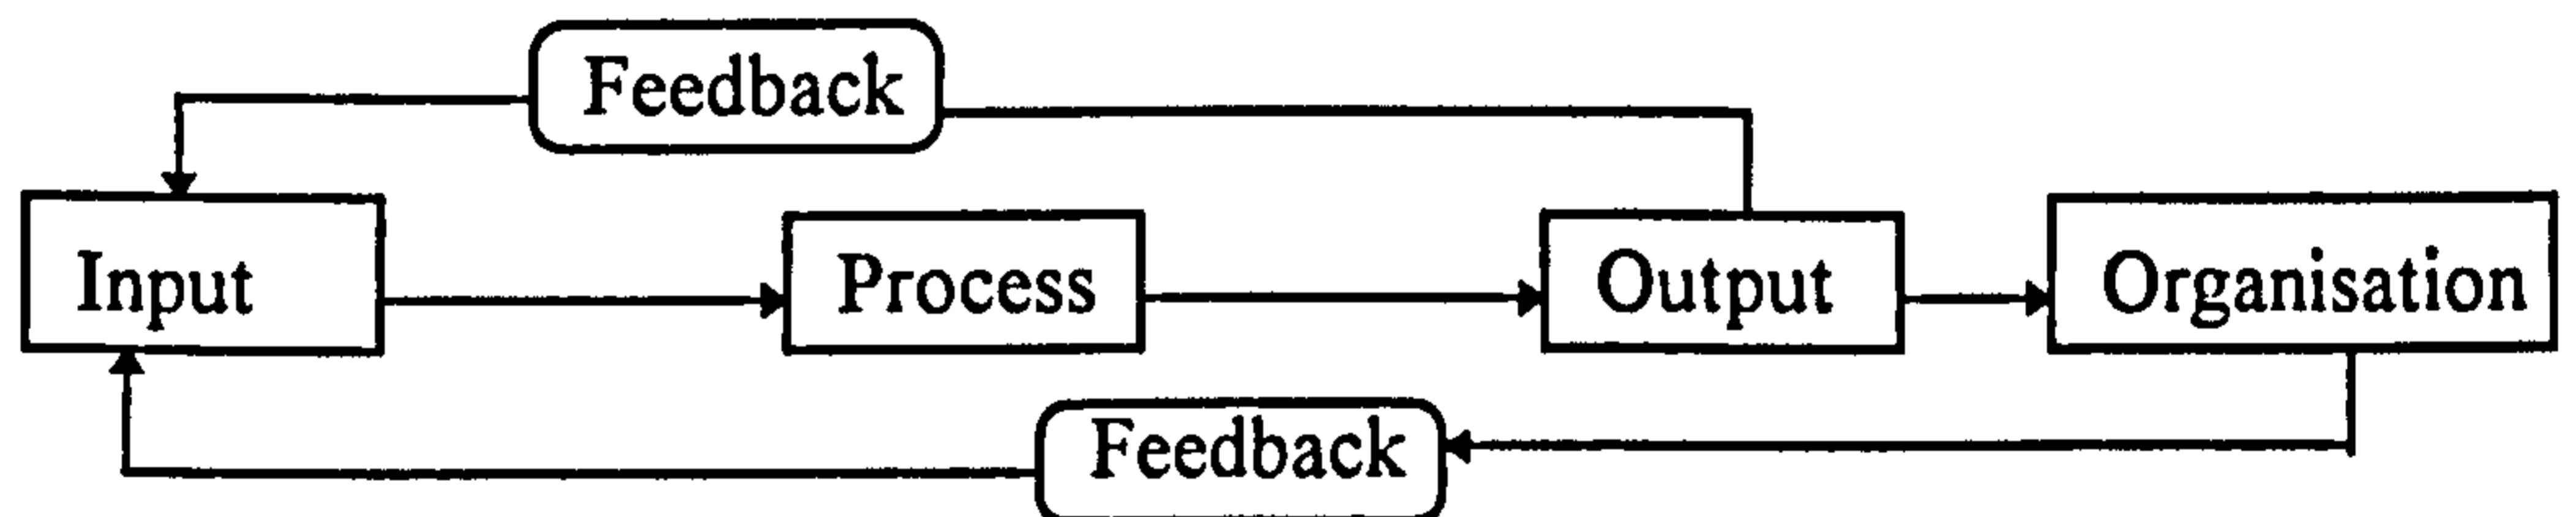 Feedback
Input
Process
Output
Organisation
Feedback